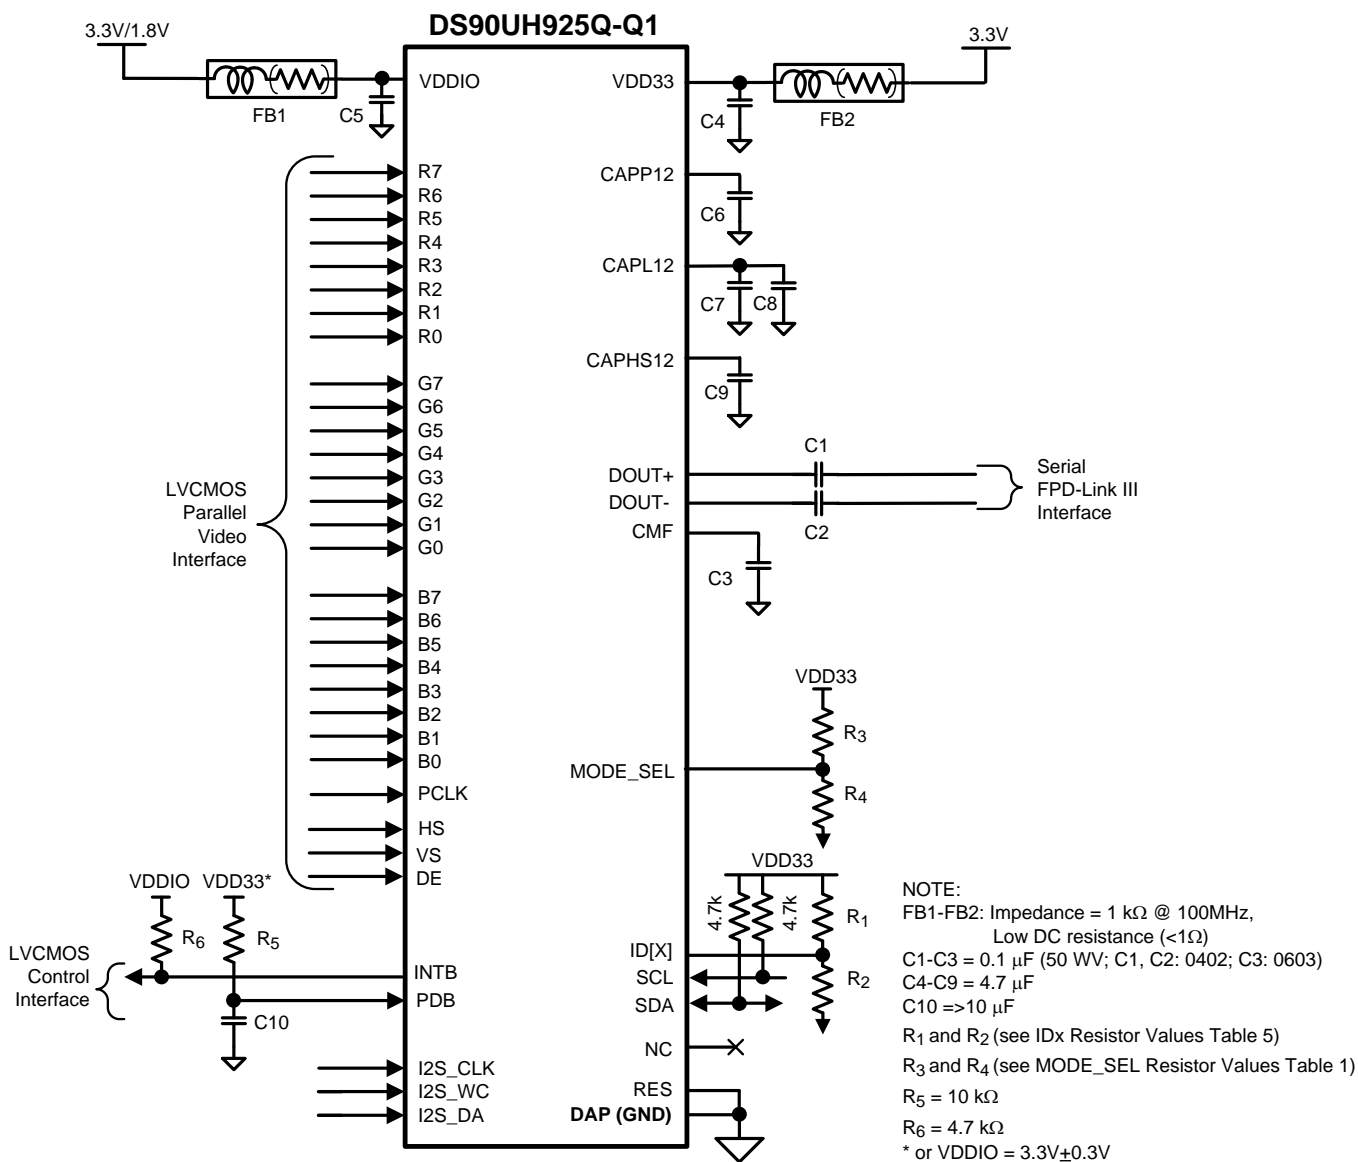 DS90UH925Q-Q1
3.3V/1.8V
FB1
C5
VDDIO
VDD33
C4
FB2
3.3V
R7
R6
R5
R4
R3
R2
R1
R0
G7
G6
G5
G4
G3
G2
G1
G0
B7
B6
B5
B4
B3
B2
B1
B0
PCLK
HS
VS
DE
LVCMOS
Parallel
Video
Interface
CAPP12
C6
CAPL12
C7
C8
CAPHS12
C9
DOUT+
DOUT-
CMF
C1
C2
C3
Serial
FPD-Link III
Interface
VDD33
R3
MODE_SEL
R4
VDD33
4.7k
4.7k
R1
ID[X]
SCL
SDA
R2
NC
RES
DAP (GND)
VDDIO
VDD33*
R6
R5
LVCMOS
Control
Interface
INTB
PDB
C10
I2S_CLK
I2S_WC
I2S_DA
NOTE:
FB1-FB2: Impedance = 1 kΩ @ 100MHz,
Low DC resistance (<1Ω)
C1-C3 = 0.1 μF (50 WV; C1, C2: 0402; C3: 0603)
C4-C9 = 4.7 μF
C10 =>10 μF
R1 and R2 (see IDx Resistor Values Table 5)
R3 and R4 (see MODE_SEL Resistor Values Table 1)
R5 = 10 kΩ
R6 = 4.7 kΩ
* or VDDIO = 3.3V±0.3V